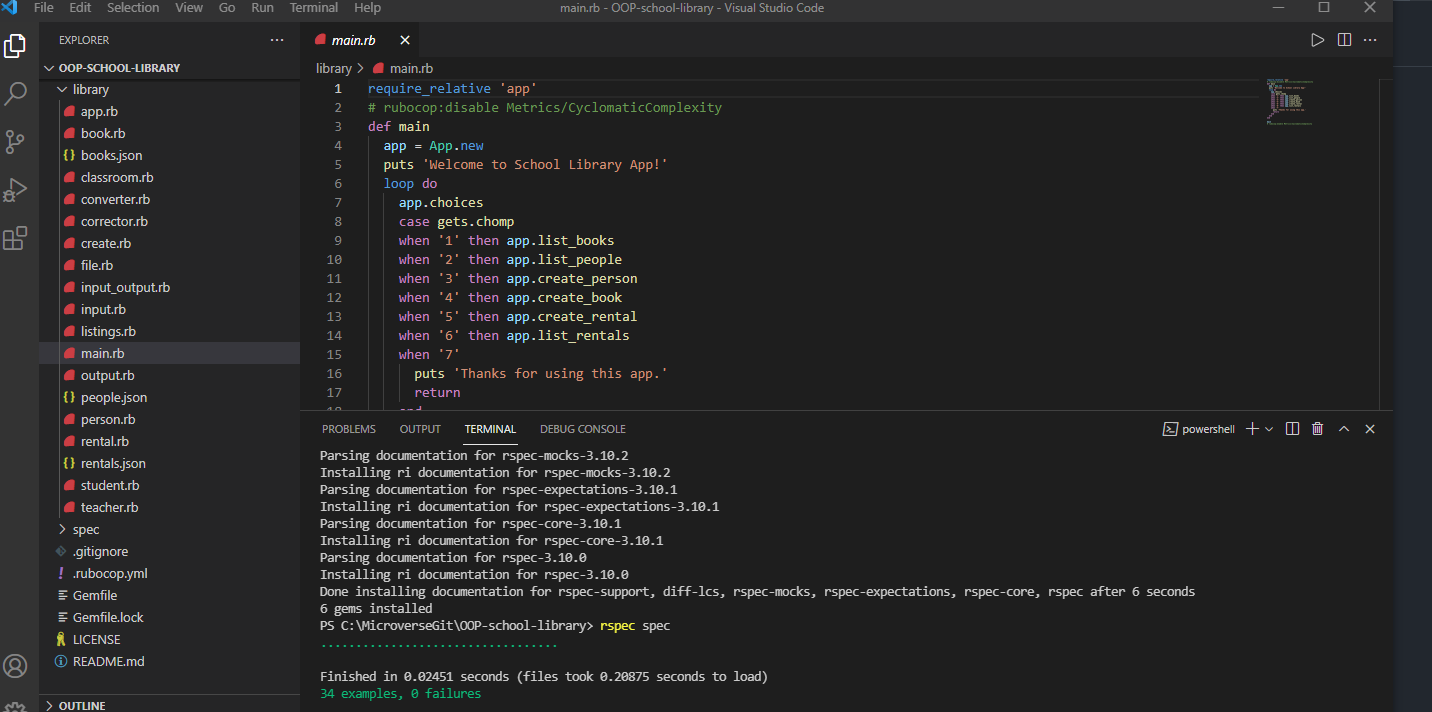 File Edit Selection View Go Run Terminal Help
main.rb - OOP-school-library - Visual Studio Code
EXPLORER
OOP-SCHOOL-LIBRARY
library
app.rb
book.rb
{} books.json
classroom.rb
converter.rb
corrector.rb
create.rb
file.rb
input_output.rb
input.rb
listings.rb
main.rb
output.rb
{} people.json
person.rb
rental.rb
{} rentals.json
student.rb
teacher.rb
spec
.gitignore
! .rubocop.yml
Gemfile
Gemfile.lock
LICENSE
README.md
OUTLINE
main.rb
library > main.rb
1 require_relative 'app'
2 # rubocop:disable Metrics/CyclomaticComplexity
3 def main
4 app = App.new
5 puts 'Welcome to School Library App!'
6 loop do
7 app.choices
8 case gets.chomp
9 when '1' then app.list_books
10 when '2' then app.list_people
11 when '3' then app.create_person
12 when '4' then app.create_book
13 when '5' then app.create_rental
14 when '6' then app.list_rentals
15 when '7'
16 puts 'Thanks for using this app.'
17 return
PROBLEMS OUTPUT TERMINAL DEBUG CONSOLE
powershell
Parsing documentation for rspec-mocks-3.10.2
Installing ri documentation for rspec-mocks-3.10.2
Parsing documentation for rspec-expectations-3.10.1
Installing ri documentation for rspec-expectations-3.10.1
Parsing documentation for rspec-core-3.10.1
Installing ri documentation for rspec-core-3.10.1
Parsing documentation for rspec-3.10.0
Installing ri documentation for rspec-3.10.0
Done installing documentation for rspec-support, diff-lcs, rspec-mocks, rspec-expectations, rspec-core, rspec after 6 seconds
6 gems installed
PS C:\MicroverseGit\OOP-school-library> rspec spec
..................................
Finished in 0.02451 seconds (files took 0.20875 seconds to load)
34 examples, 0 failures